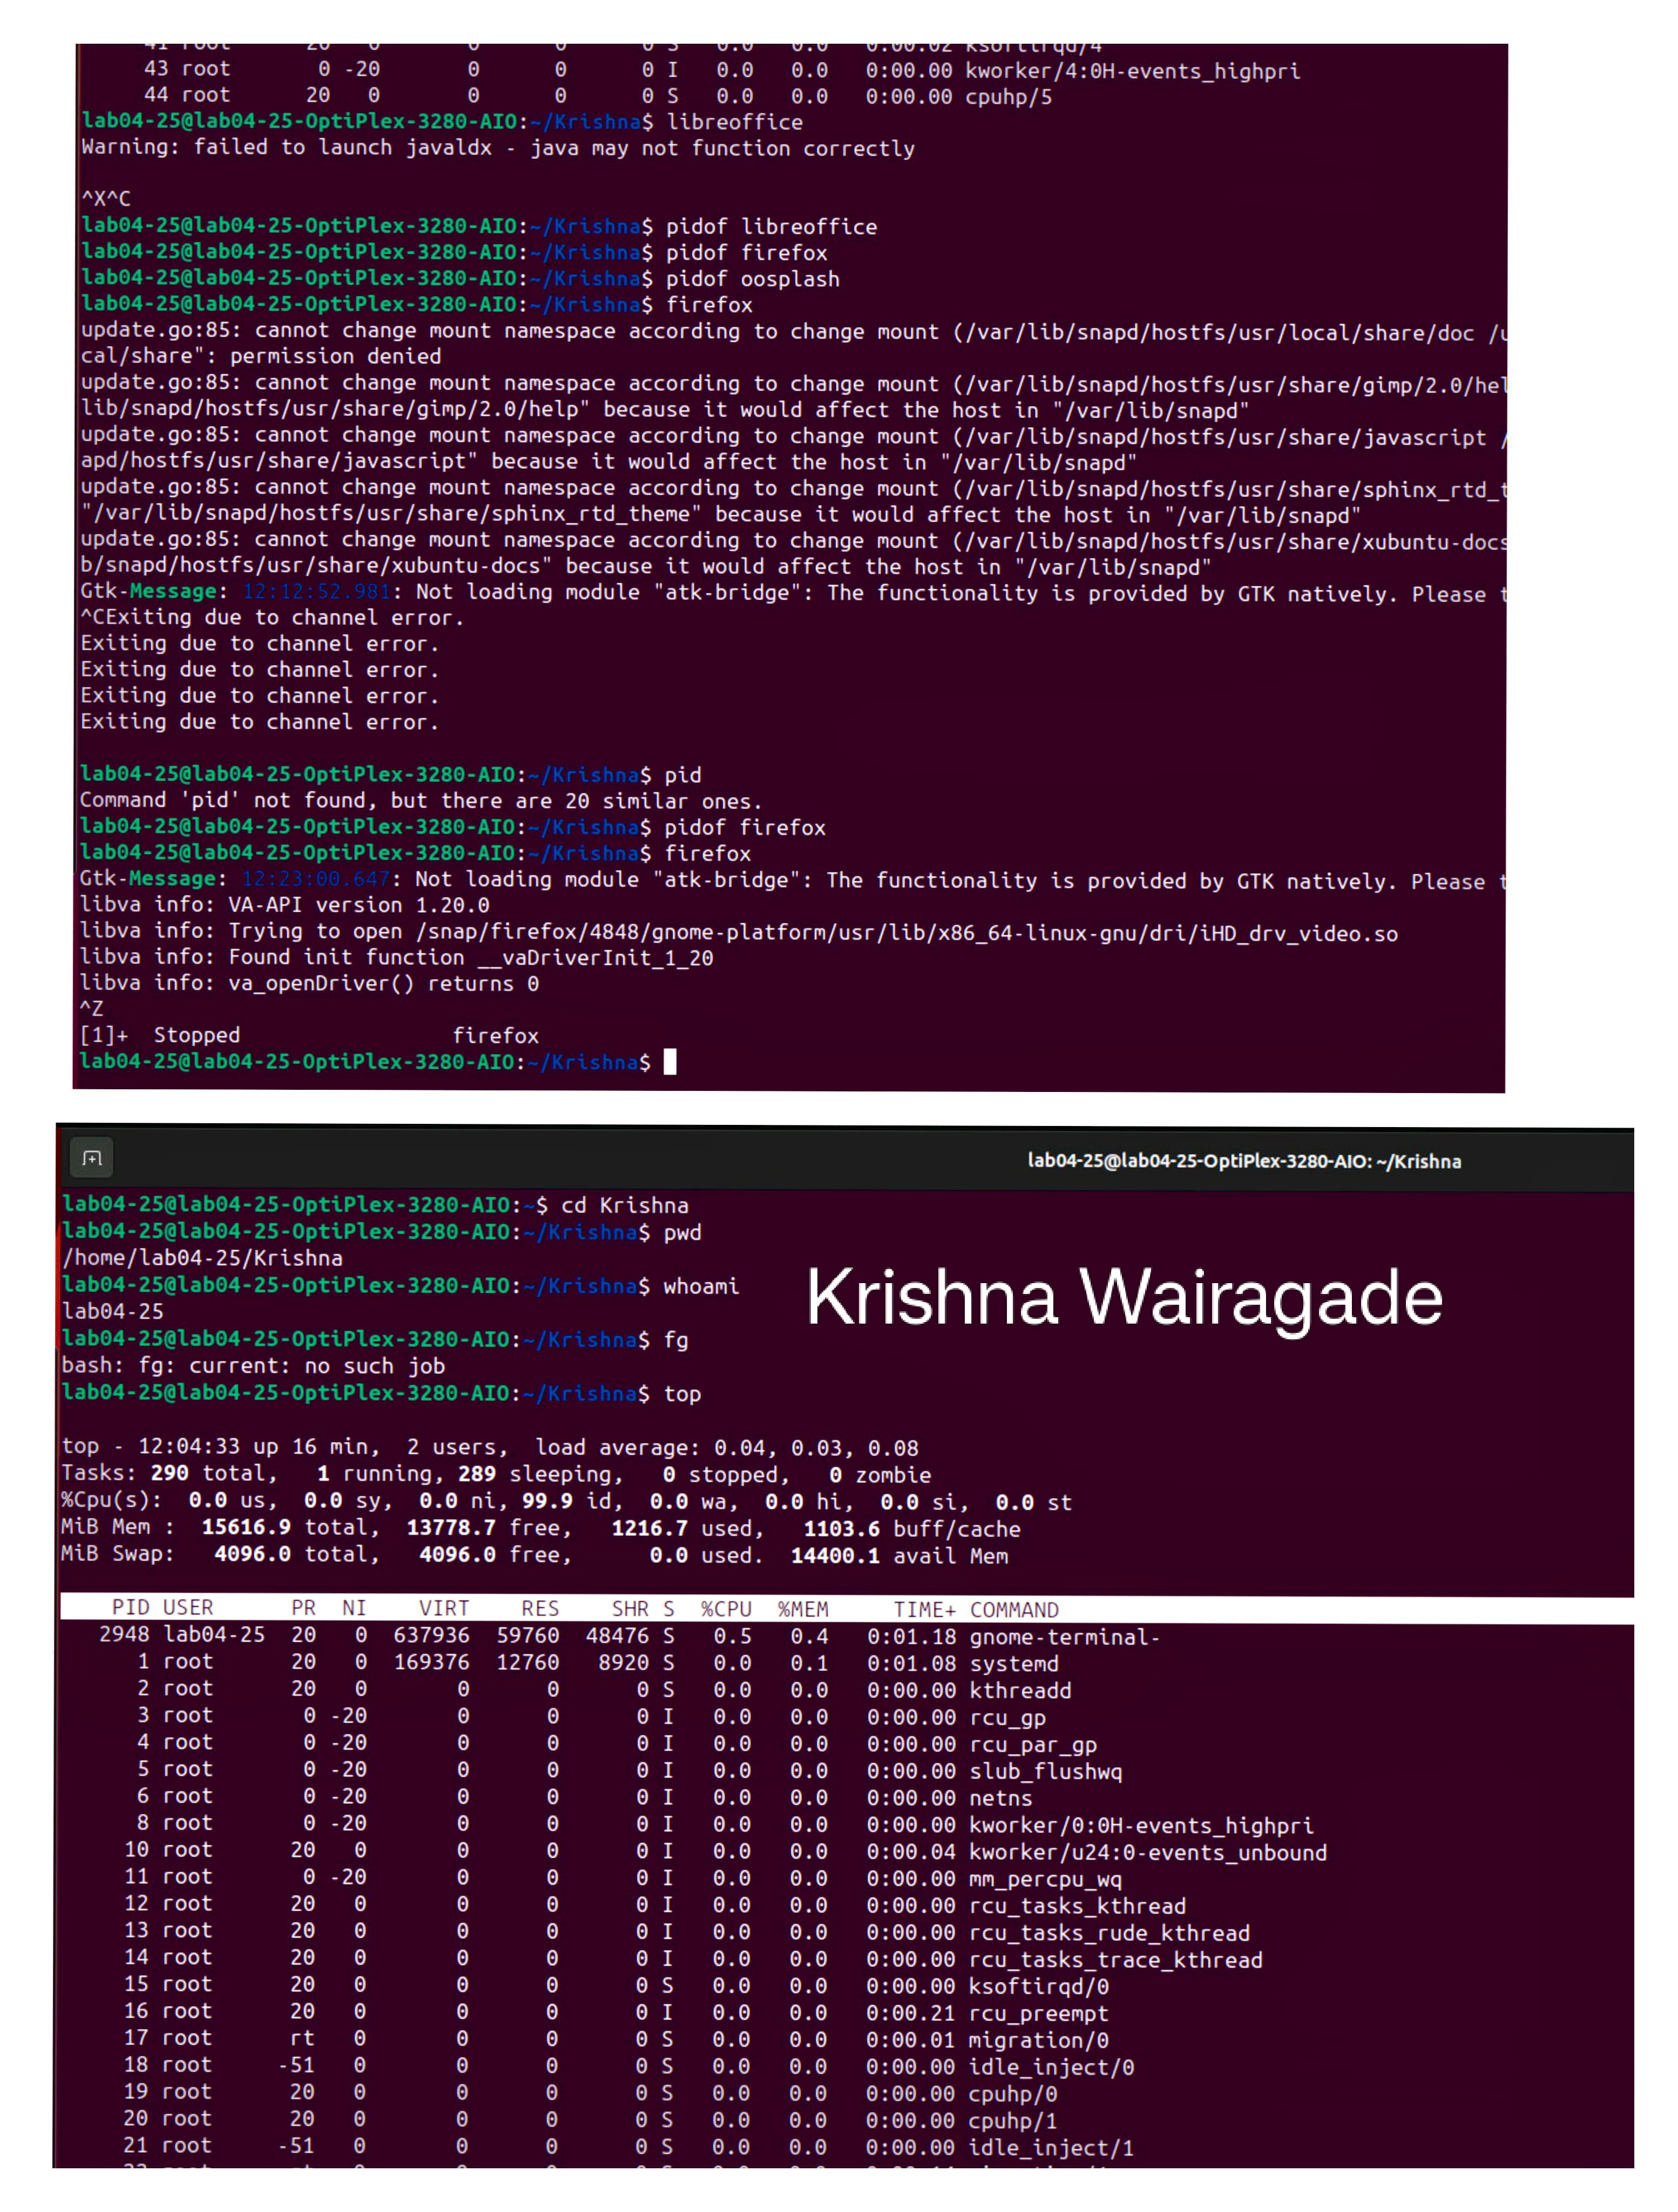 43 root 0 -20 0 0 0 I 0.0 0.0 0:00.00 kworker/4:0H-events_highpri
44 root 20 0 0 0 0 S 0.0 0.0 0:00.00 cpuhp/5
lab04-25@lab04-25-OptiPlex-3280-AIO:~/Krishna$ libreoffice
Warning: failed to launch javaldx - java may not function correctly
^X^C
lab04-25@lab04-25-OptiPlex-3280-AIO:~/Krishna$ pidof libreoffice
lab04-25@lab04-25-OptiPlex-3280-AIO:~/Krishna$ pidof firefox
lab04-25@lab04-25-OptiPlex-3280-AIO:~/Krishna$ pidof oosplash
lab04-25@lab04-25-OptiPlex-3280-AIO:~/Krishna$ firefox
update.go:85: cannot change mount namespace according to change mount (/var/lib/snapd/hostfs/usr/local/share/doc /u
cal/share": permission denied
update.go:85: cannot change mount namespace according to change mount (/var/lib/snapd/hostfs/usr/share/gimp/2.0/hel
lib/snapd/hostfs/usr/share/gimp/2.0/help" because it would affect the host in "/var/lib/snapd"
update.go:85: cannot change mount namespace according to change mount (/var/lib/snapd/hostfs/usr/share/javascript /
apd/hostfs/usr/share/javascript" because it would affect the host in "/var/lib/snapd"
update.go:85: cannot change mount namespace according to change mount (/var/lib/snapd/hostfs/usr/share/sphinx_rtd_t
"/var/lib/snapd/hostfs/usr/share/sphinx_rtd_theme" because it would affect the host in "/var/lib/snapd"
update.go:85: cannot change mount namespace according to change mount (/var/lib/snapd/hostfs/usr/share/xubuntu-docs
b/snapd/hostfs/usr/share/xubuntu-docs" because it would affect the host in "/var/lib/snapd"
Gtk-Message: 12:12:52.981: Not loading module "atk-bridge": The functionality is provided by GTK natively. Please t
^CExiting due to channel error.
Exiting due to channel error.
Exiting due to channel error.
Exiting due to channel error.
Exiting due to channel error.
lab04-25@lab04-25-OptiPlex-3280-AIO:~/Krishna$ pid
Command 'pid' not found, but there are 20 similar ones.
lab04-25@lab04-25-OptiPlex-3280-AIO:~/Krishna$ pidof firefox
lab04-25@lab04-25-OptiPlex-3280-AIO:~/Krishna$ firefox
Gtk-Message: 12:23:00.647: Not loading module "atk-bridge": The functionality is provided by GTK natively. Please t
libva info: VA-API version 1.20.0
libva info: Trying to open /snap/firefox/4848/gnome-platform/usr/lib/x86_64-linux-gnu/dri/iHD_drv_video.so
libva info: Found init function __vaDriverInit_1_20
libva info: va_openDriver() returns 0
^Z
[1]+ Stopped firefox
lab04-25@lab04-25-OptiPlex-3280-AIO:~/Krishna$
lab04-25@lab04-25-OptiPlex-3280-AIO: ~/Krishna
lab04-25@lab04-25-OptiPlex-3280-AIO:~$ cd Krishna
lab04-25@lab04-25-OptiPlex-3280-AIO:~/Krishna$ pwd
/home/lab04-25/Krishna
lab04-25@lab04-25-OptiPlex-3280-AIO:~/Krishna$ whoami
Krishna Wairagade
lab04-25
lab04-25@lab04-25-OptiPlex-3280-AIO:~/Krishna$ fg
bash: fg: current: no such job
lab04-25@lab04-25-OptiPlex-3280-AIO:~/Krishna$ top
top - 12:04:33 up 16 min, 2 users, load average: 0.04, 0.03, 0.08
Tasks: 290 total, 1 running, 289 sleeping, 0 stopped, 0 zombie
%Cpu(s): 0.0 us, 0.0 sy, 0.0 ni, 99.9 id, 0.0 wa, 0.0 hi, 0.0 si, 0.0 st
MiB Mem : 15616.9 total, 13778.7 free, 1216.7 used, 1103.6 buff/cache
MiB Swap: 4096.0 total, 4096.0 free, 0.0 used. 14400.1 avail Mem
PID USER PR NI VIRT RES SHR S %CPU %MEM TIME+ COMMAND
2948 lab04-25 20 0 637936 59760 48476 S 0.5 0.4 0:01.18 gnome-terminal-
1 root 20 0 169376 12760 8920 S 0.0 0.1 0:01.08 systemd
2 root 20 0 0 0 0 S 0.0 0.0 0:00.00 kthreadd
3 root 0 -20 0 0 0 I 0.0 0.0 0:00.00 rcu_gp
4 root 0 -20 0 0 0 I 0.0 0.0 0:00.00 rcu_par_gp
5 root 0 -20 0 0 0 I 0.0 0.0 0:00.00 slub_flushwq
6 root 0 -20 0 0 0 I 0.0 0.0 0:00.00 netns
8 root 0 -20 0 0 0 I 0.0 0.0 0:00.00 kworker/0:0H-events_highpri
10 root 20 0 0 0 0 I 0.0 0.0 0:00.04 kworker/u24:0-events_unbound
11 root 0 -20 0 0 0 I 0.0 0.0 0:00.00 mm_percpu_wq
12 root 20 0 0 0 0 I 0.0 0.0 0:00.00 rcu_tasks_kthread
13 root 20 0 0 0 0 I 0.0 0.0 0:00.00 rcu_tasks_rude_kthread
14 root 20 0 0 0 0 I 0.0 0.0 0:00.00 rcu_tasks_trace_kthread
15 root 20 0 0 0 0 S 0.0 0.0 0:00.00 ksoftirqd/0
16 root 20 0 0 0 0 I 0.0 0.0 0:00.21 rcu_preempt
17 root rt 0 0 0 0 S 0.0 0.0 0:00.01 migration/0
18 root -51 0 0 0 0 S 0.0 0.0 0:00.00 idle_inject/0
19 root 20 0 0 0 0 S 0.0 0.0 0:00.00 cpuhp/0
20 root 20 0 0 0 0 S 0.0 0.0 0:00.00 cpuhp/1
21 root -51 0 0 0 0 S 0.0 0.0 0:00.00 idle_inject/1